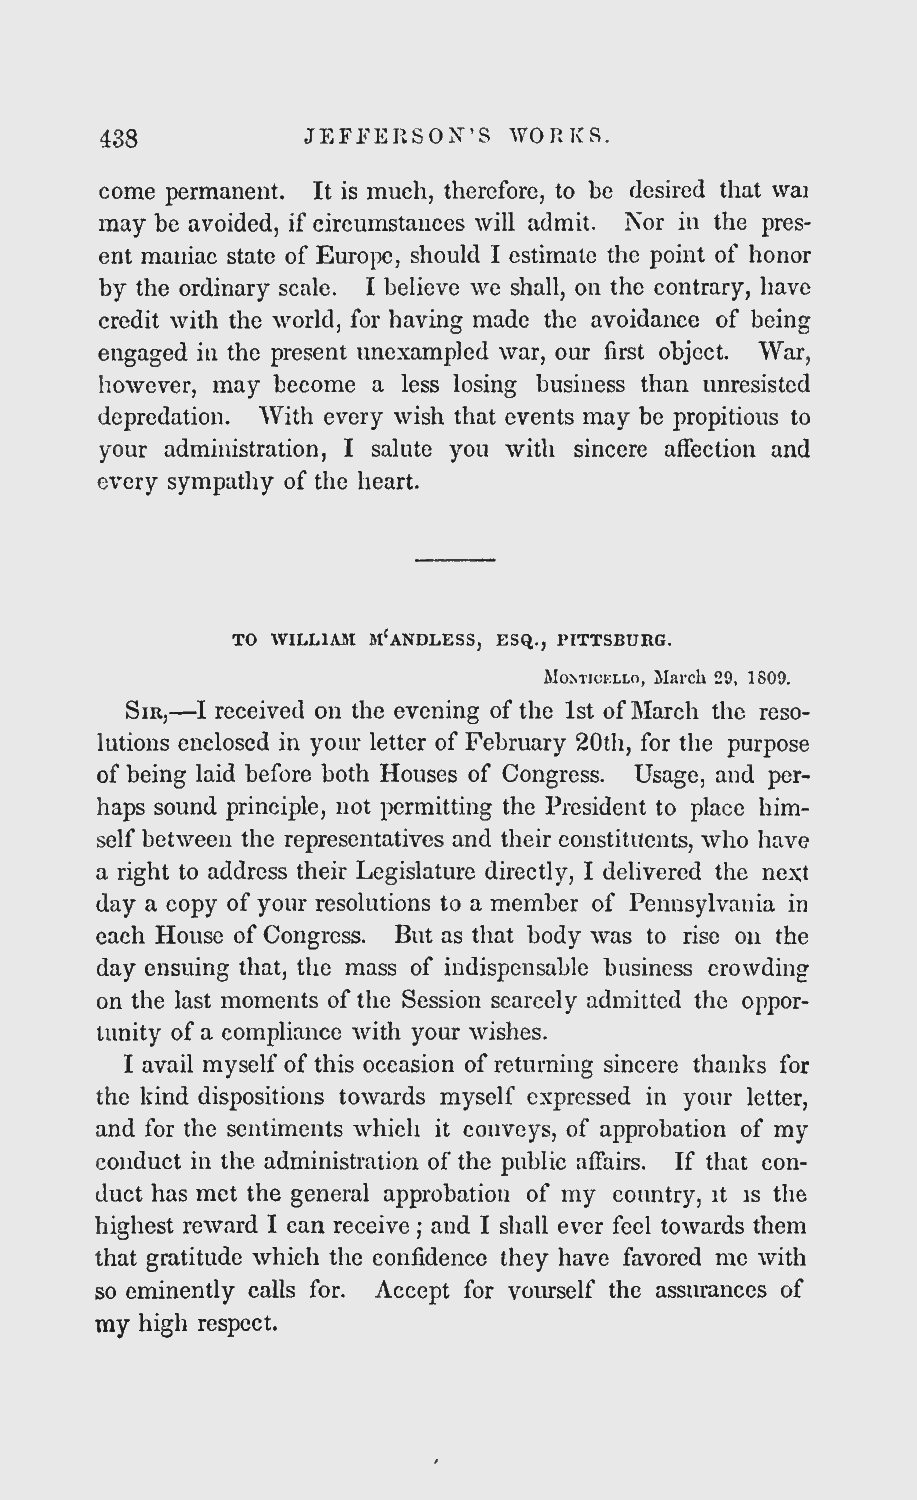 438 JEFFERSON'S WORKS.
come permanent. It is much, therefore, to be desired that war
may be avoided, if circumstances will admit. Nor in the pres-
ent maniac state of Europe, should I estimate the point of honor
by the ordinary scale. I believe we shall, on the contrary, have
credit with the world, for having made the avoidance of being
engaged in the present unexampled war, our first object. War,
however, may become a less losing business than unresisted
depredation. With every wish that events may be propitious to
your administration, I salute you with sincere affection and
every sympathy of the heart.
TO WILLIAM M‘ANDLESS, ESQ., PITTSBURG.
Monticello, March 29, 1809.
Sir,—I received on the evening of the 1st of March the reso-
lutions enclosed in your letter of February 20th, for the purpose
of being laid before both Houses of Congress. Usage, and per-
haps sound principle, not permitting the President to place him-
self between the representatives and their constituents, who have
a right to address their Legislature directly, I delivered the next
day a copy of your resolutions to a member of Pennsylvania in
each House of Congress. But as that body was to rise on the
day ensuing that, the mass of indispensable business crowding
on the last moments of the Session scarcely admitted the oppor-
tunity of a compliance with your wishes.
I avail myself of this occasion of returning sincere thanks for
the kind dispositions towards myself expressed in your letter,
and for the sentiments which it conveys, of approbation of my
conduct in the administration of the public affairs. If that con-
duct has met the general approbation of my country, it is the
highest reward I can receive; and I shall ever feel towards them
that gratitude which the confidence they have favored me with
so eminently calls for. Accept for yourself the assurances of
my high respect.